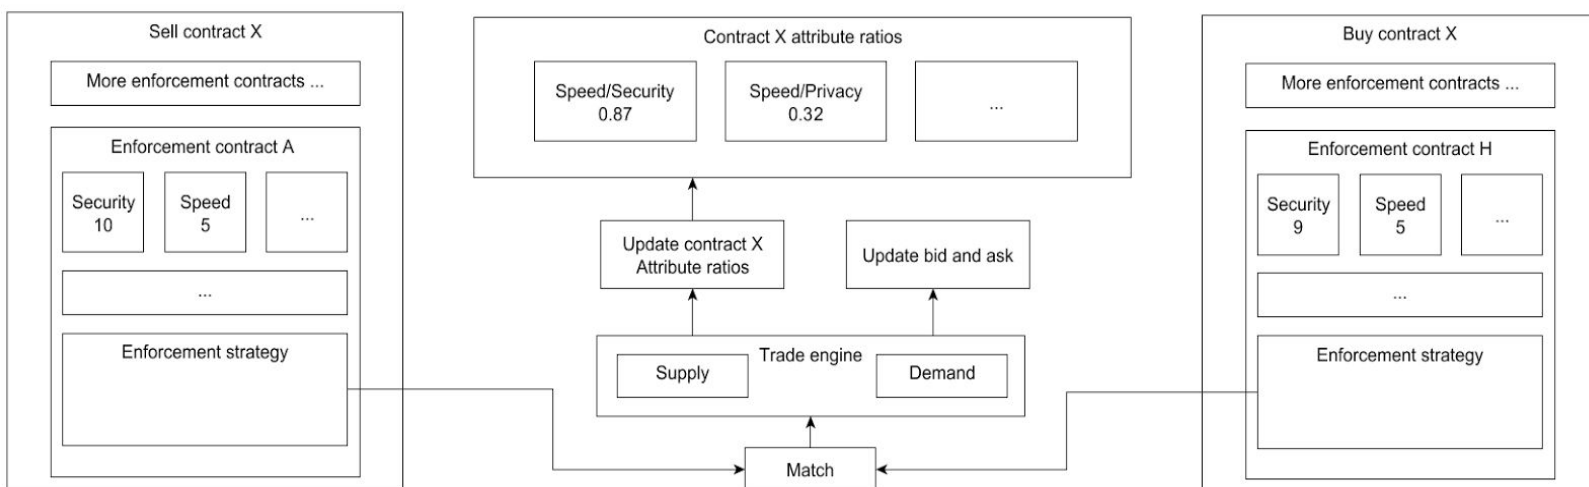 Sell contract X
More enforcement contracts ...
Enforcement contract A
Security
10
Speed
5
...
...
Enforcement strategy
Contract X attribute ratios
Speed/Security
0.87
Speed/Privacy
0.32
...
Update contract X
Attribute ratios
Update bid and ask
Trade engine
Supply
Demand
Match
Buy contract X
More enforcement contracts ...
Enforcement contract H
Security
9
Speed
5
...
...
Enforcement strategy